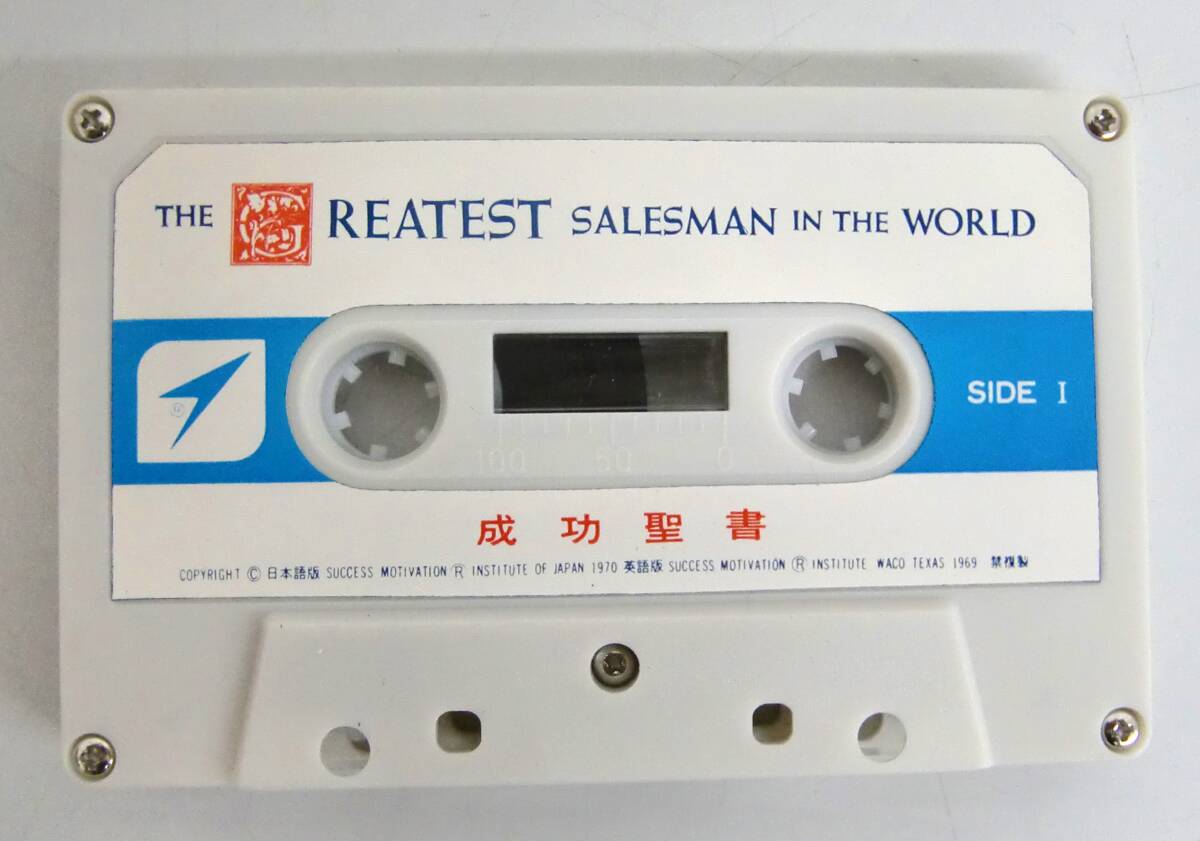 THE GREATEST SALESMAN IN THE WORLD
SIDE I
100 50 0
成功聖書
COPYRIGHT © 日本語版 SUCCESS MOTIVATION ® INSTITUTE OF JAPAN 1970 英語版 SUCCESS MOTIVATION ® INSTITUTE WACO TEXAS 1969 禁複製